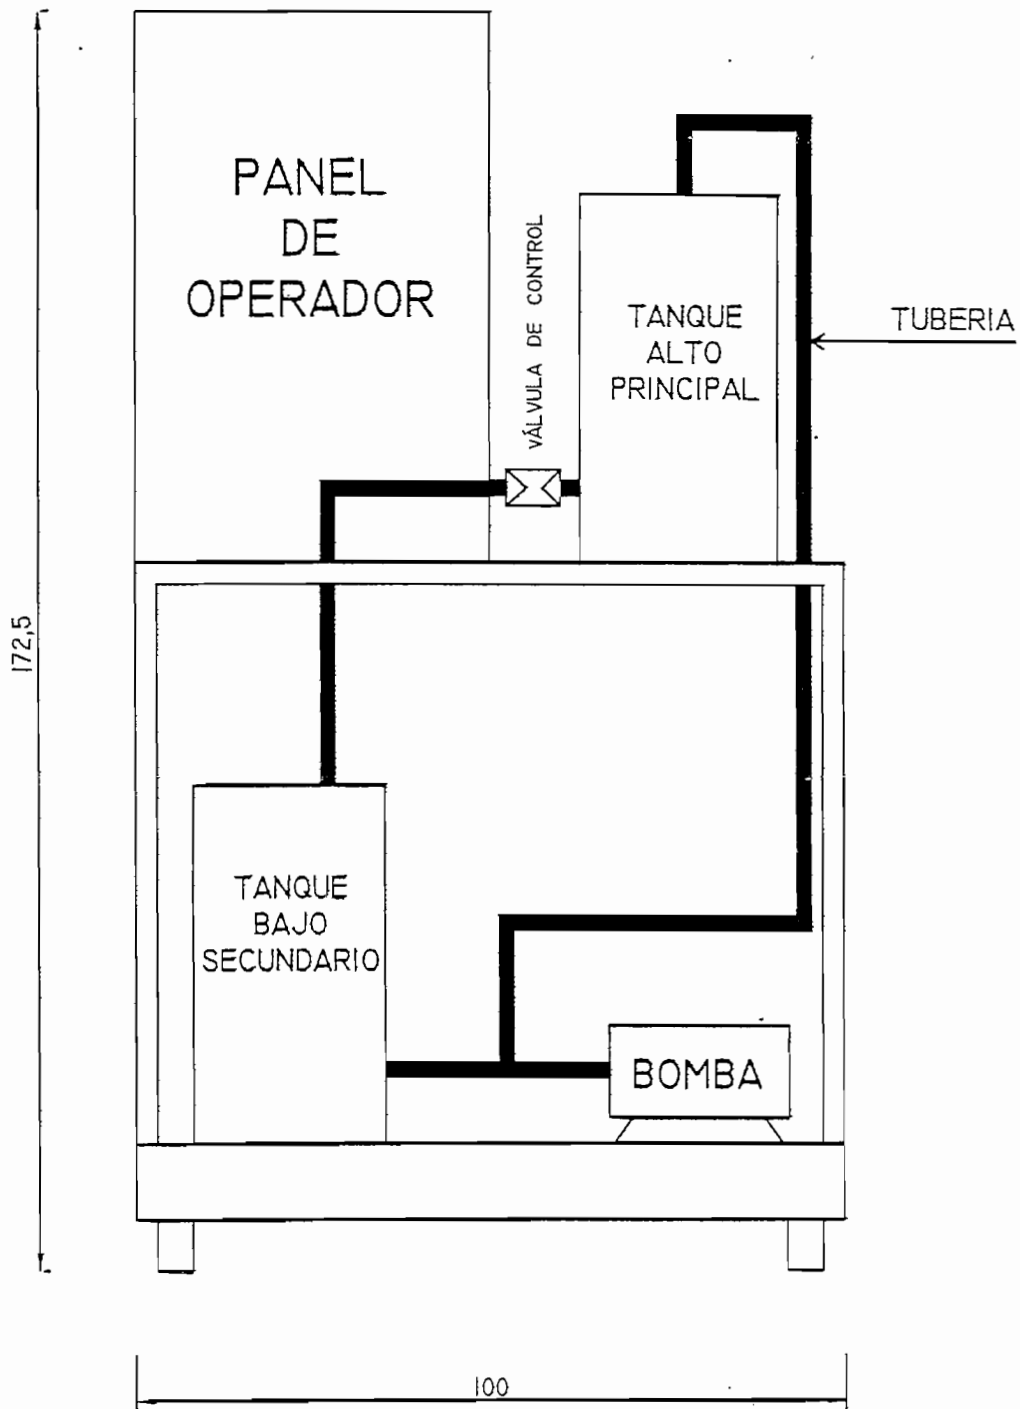 PANEL
DE
OPERADOR
VÁLVULA DE CONTROL
TANQUE
ALTO
PRINCIPAL
TUBERIA
172,5
TANQUE
BAJO
SECUNDARIO
BOMBA
100